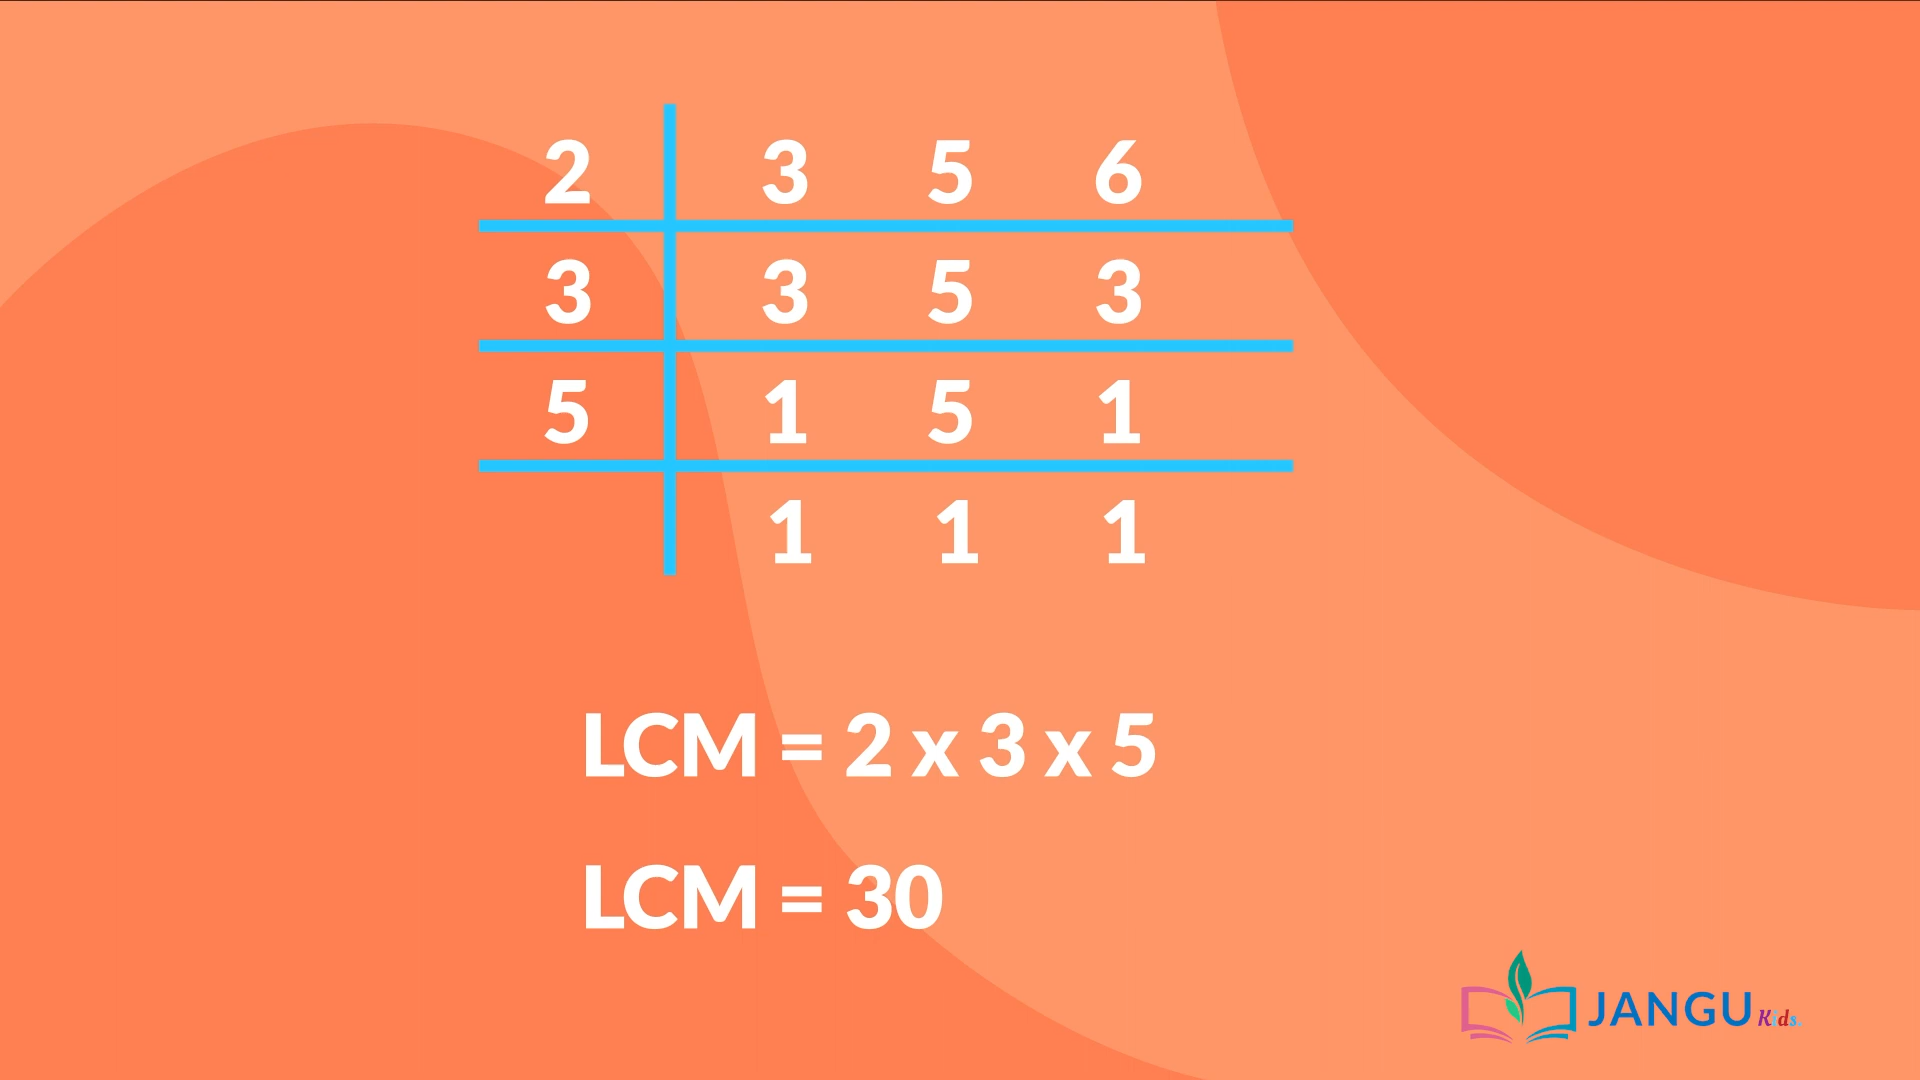 2 3 5 6
3 3 5 3
5 1 5 1
1 1 1
LCM = 2 x 3 x 5
LCM = 30
JANGU Kids